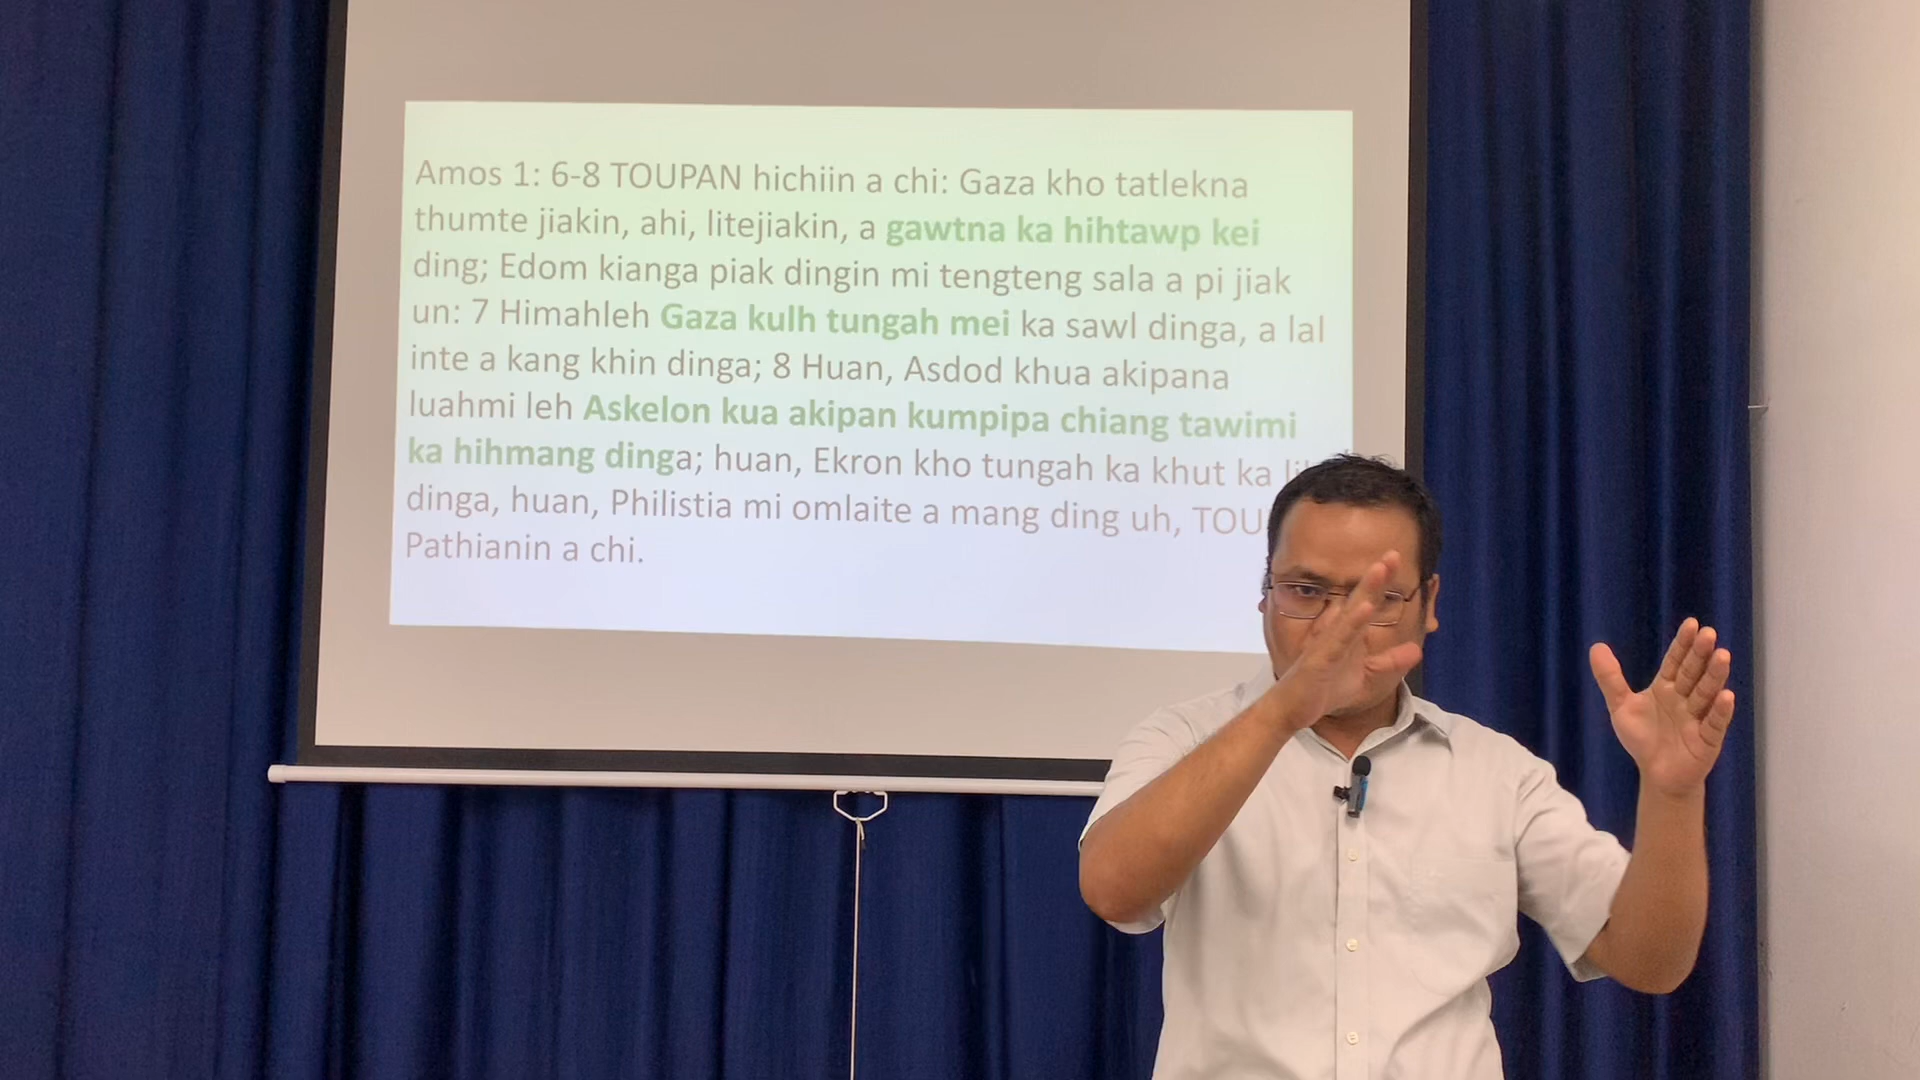 Amos 1: 6-8 TOUPAN hichiin a chi: Gaza kho tatlekna
thumte jiakin, ahi, litejiakin, a gawtna ka hihtawp kei
ding; Edom kianga piak dingin mi tengteng sala a pi jiak
un: 7 Himahleh Gaza kulh tungah mei ka sawl dinga, a lal
inte a kang khin dinga; 8 Huan, Asdod khua akipana
luahmi leh Askelon kua akipan kumpipa chiang tawimi
ka hihmang dinga; huan, Ekron kho tungah ka khut ka
dinga, huan, Philistia mi omlaite a mang ding uh,
Pathianin a chi.